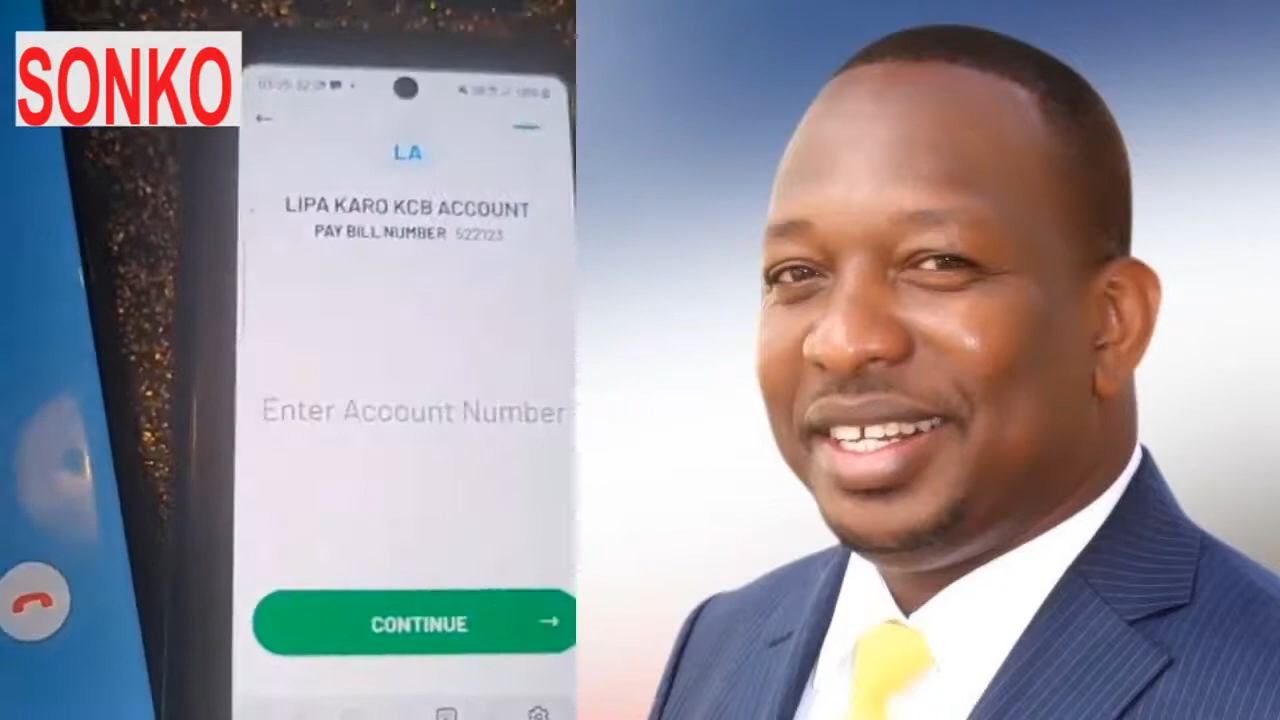 SONKO
LA
LIPA KARO KCB ACCOUNT
PAY BILL NUMBER 522123
Enter Account Number
CONTINUE